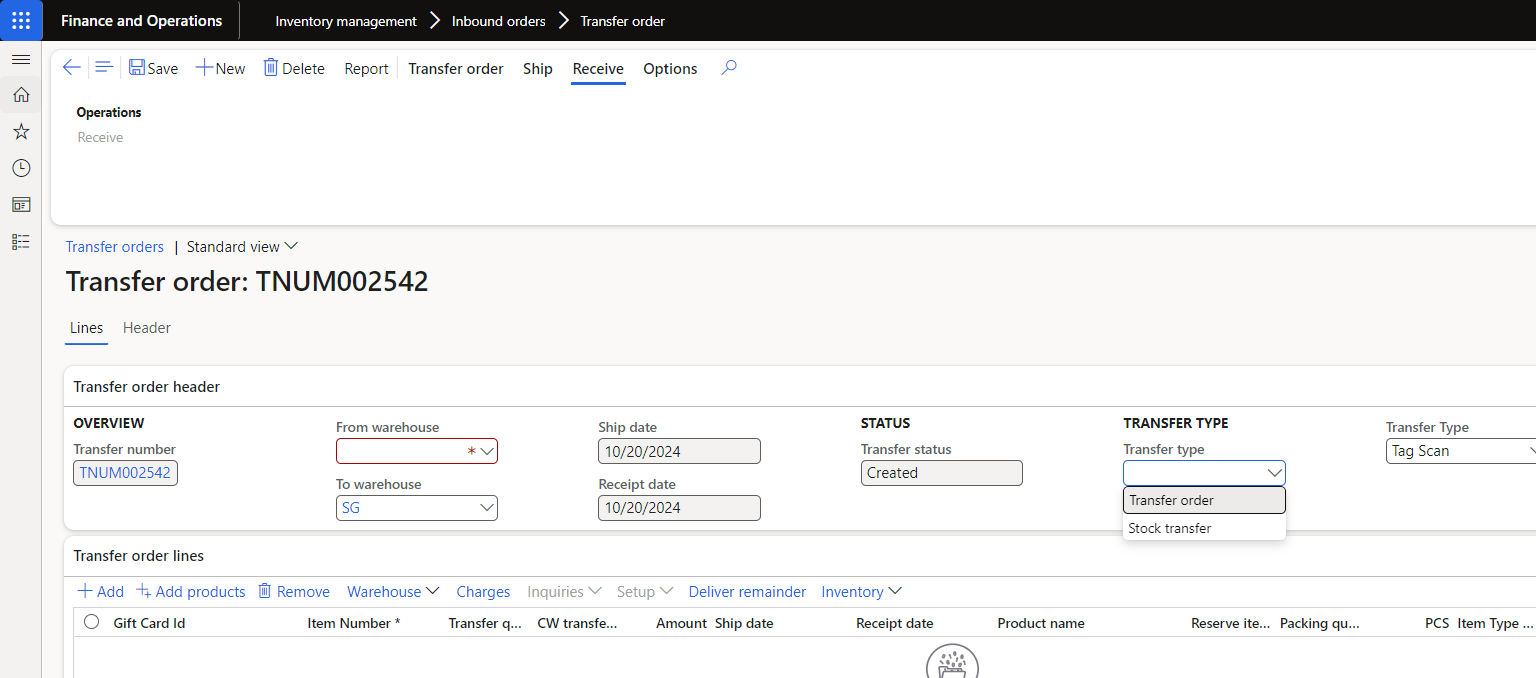 Finance and Operations
Inventory management
Inbound orders
Transfer order
Save
New
Delete
Report
Transfer order
Ship
Receive
Options
Operations
Receive
Transfer orders | Standard view
Transfer order: TNUM002542
Lines
Header
Transfer order header
OVERVIEW
Transfer number
TNUM002542
From warehouse
*
To warehouse
SG
Ship date
10/20/2024
Receipt date
10/20/2024
STATUS
Transfer status
Created
TRANSFER TYPE
Transfer type
Transfer order
Stock transfer
Transfer Type
Tag Scan
Transfer order lines
Add
Add products
Remove
Warehouse
Charges
Inquiries
Setup
Deliver remainder
Inventory
Gift Card Id
Item Number *
Transfer q...
CW transfe...
Amount
Ship date
Receipt date
Product name
Reserve ite...
Packing qu...
PCS
Item Type ...